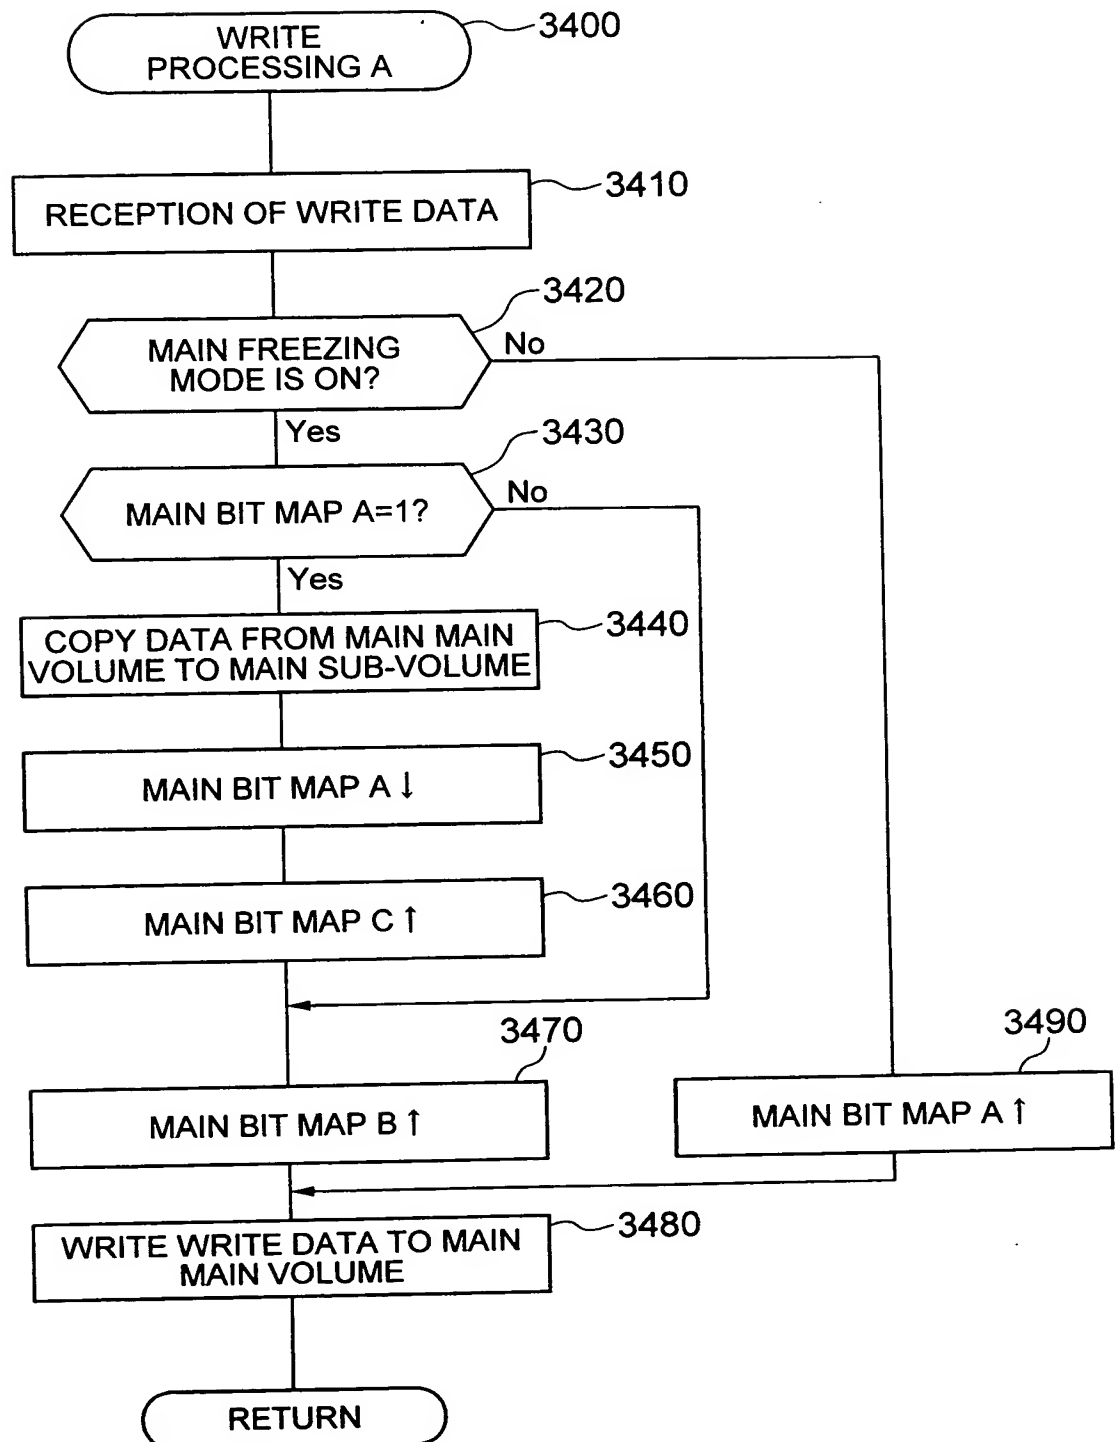 WRITE
PROCESSING A
3400
RECEPTION OF WRITE DATA
3410
3420
MAIN FREEZING
MODE IS ON?
No
Yes
3430
MAIN BIT MAP A=1?
No
Yes
COPY DATA FROM MAIN MAIN
VOLUME TO MAIN SUB-VOLUME
3440
MAIN BIT MAP A ↓
3450
MAIN BIT MAP C ↑
3460
3470
MAIN BIT MAP B ↑
3490
MAIN BIT MAP A ↑
WRITE WRITE DATA TO MAIN
MAIN VOLUME
3480
RETURN